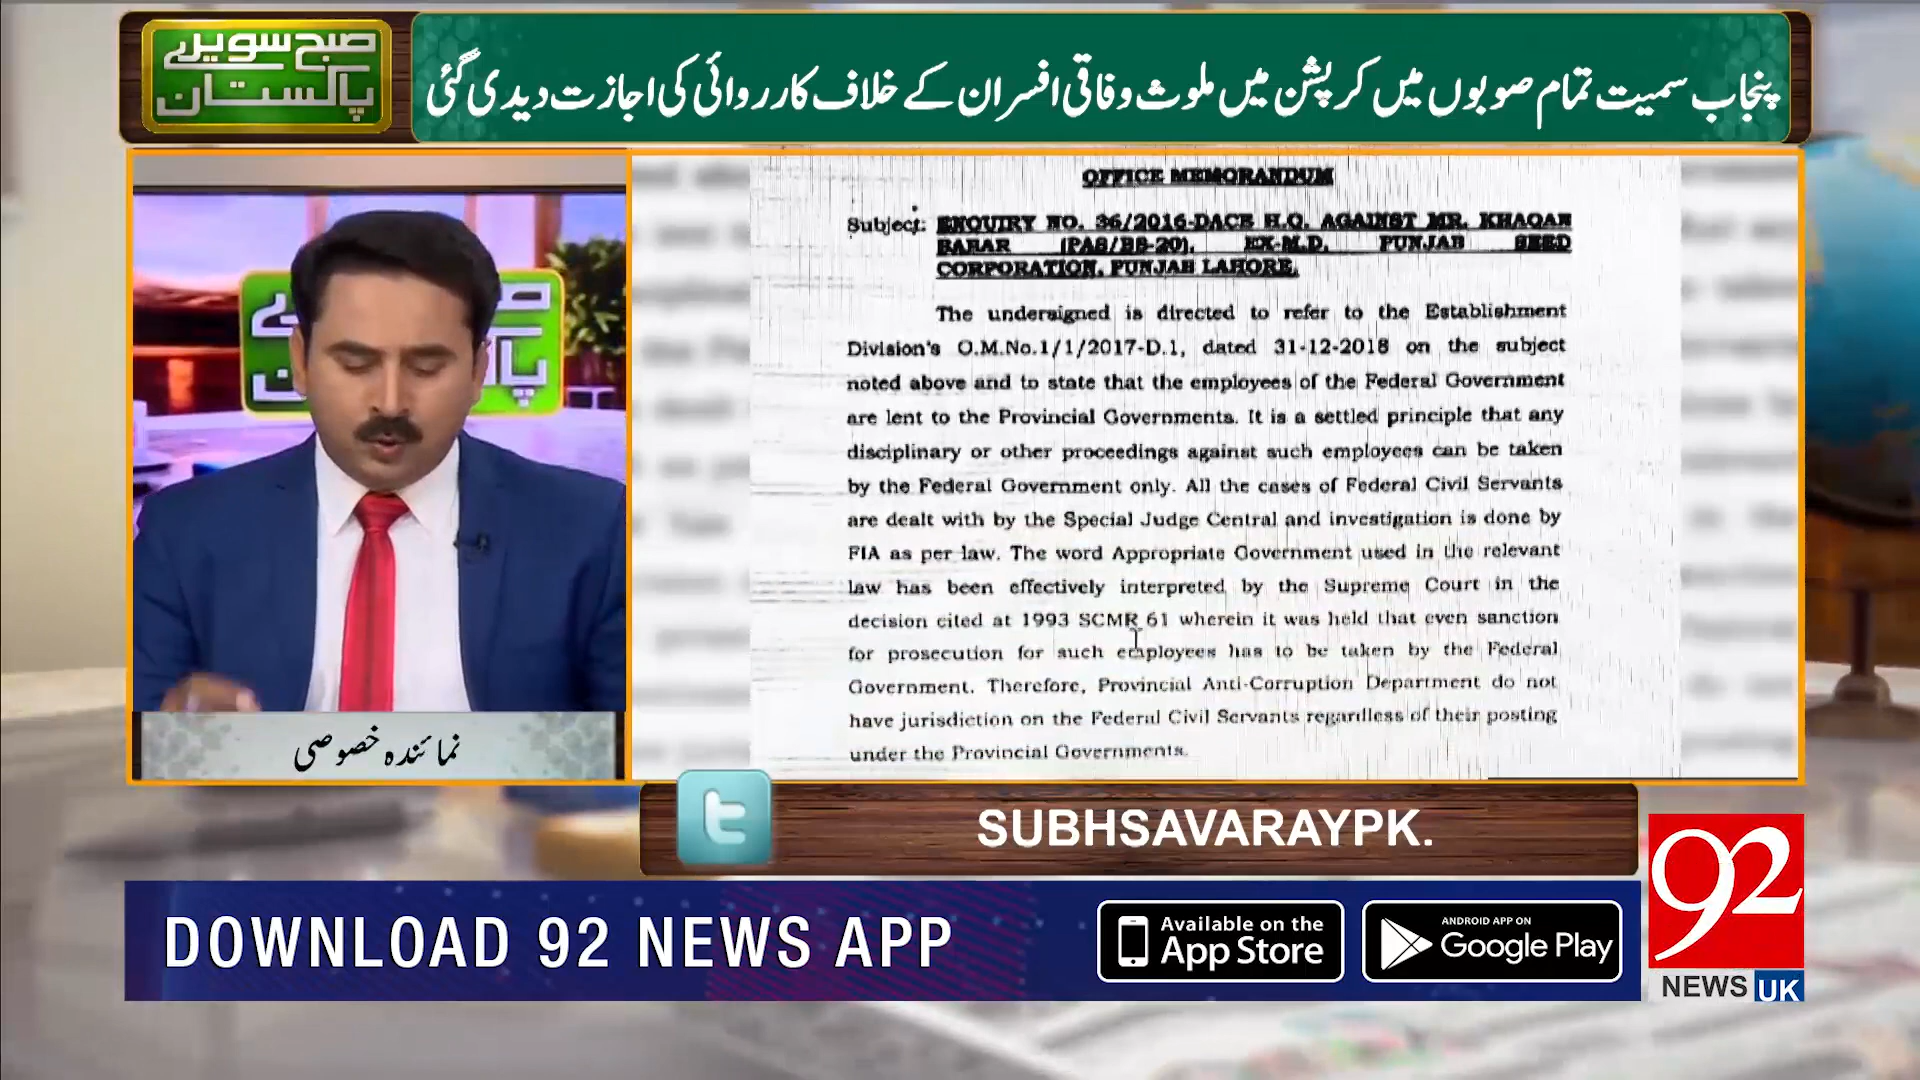 صبح سویرے
پاکستان
پنجاب سمیت تمام صوبوں میں کرپشن میں ملوث وفاقی افسران کے خلاف کارروائی کی اجازت دیدی گئی
OFFICE MEMORANDUM
Subject: ENQUIRY NO. 36/2016-DACE H.Q. AGAINST MR. KHAQAN
BABAR (PAS/BS-20), EX-M.D. PUNJAB SEED
CORPORATION, PUNJAB LAHORE.
The undersigned is directed to refer to the Establishment
Division's O.M.No.1/1/2017-D.1, dated 31-12-2018 on the subject
noted above and to state that the employees of the Federal Government
are lent to the Provincial Governments. It is a settled principle that any
disciplinary or other proceedings against such employees can be taken
by the Federal Government only. All the cases of Federal Civil Servants
are dealt with by the Special Judge Central and investigation is done by
FIA as per law. The word Appropriate Government used in the relevant
law has been effectively interpreted by the Supreme Court in the
decision cited at 1993 SCMR 61 wherein it was held that even sanction
for prosecution for such employees has to be taken by the Federal
Government. Therefore, Provincial Anti-Corruption Department do not
have jurisdiction on the Federal Civil Servants regardless of their posting
under the Provincial Governments.
نمائندہ خصوصی
SUBHSAVARAYPK.
DOWNLOAD 92 NEWS APP
Available on the
App Store
ANDROID APP ON
Google Play
92
NEWS UK